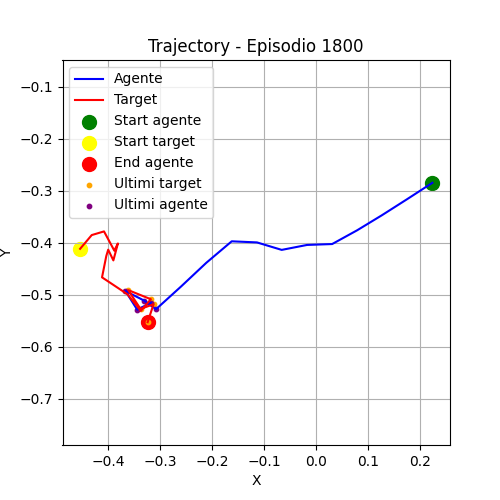 Trajectory - Episodio 1800
Agente
Target
Start agente
Start target
End agente
Ultimi target
Ultimi agente
Y
−0.1
−0.2
−0.3
−0.4
−0.5
−0.6
−0.7
−0.4
−0.3
−0.2
−0.1
0.0
0.1
0.2
X